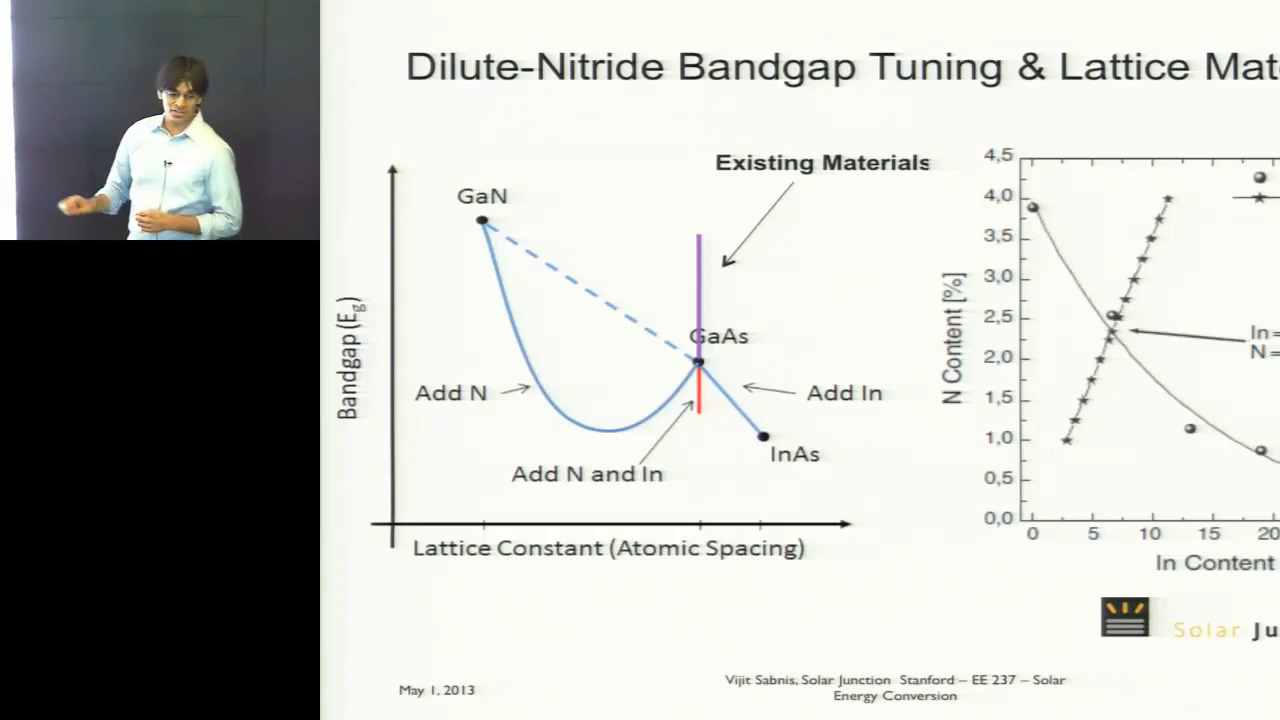 Dilute-Nitride Bandgap Tuning & Lattice
Existing Materials
GaN
GaAs
Add N
Add In
InAs
Add N and In
Bandgap (Eg)
Lattice Constant (Atomic Spacing)
4,5
4,0
3,5
3,0
2,5
2,0
1,5
1,0
0,5
0,0
N Content [%]
In=
N=
0
5
10
15
20
In Content
Solar
May 1, 2013
Vijit Sabnis, Solar Junction Stanford – EE 237 – Solar
Energy Conversion